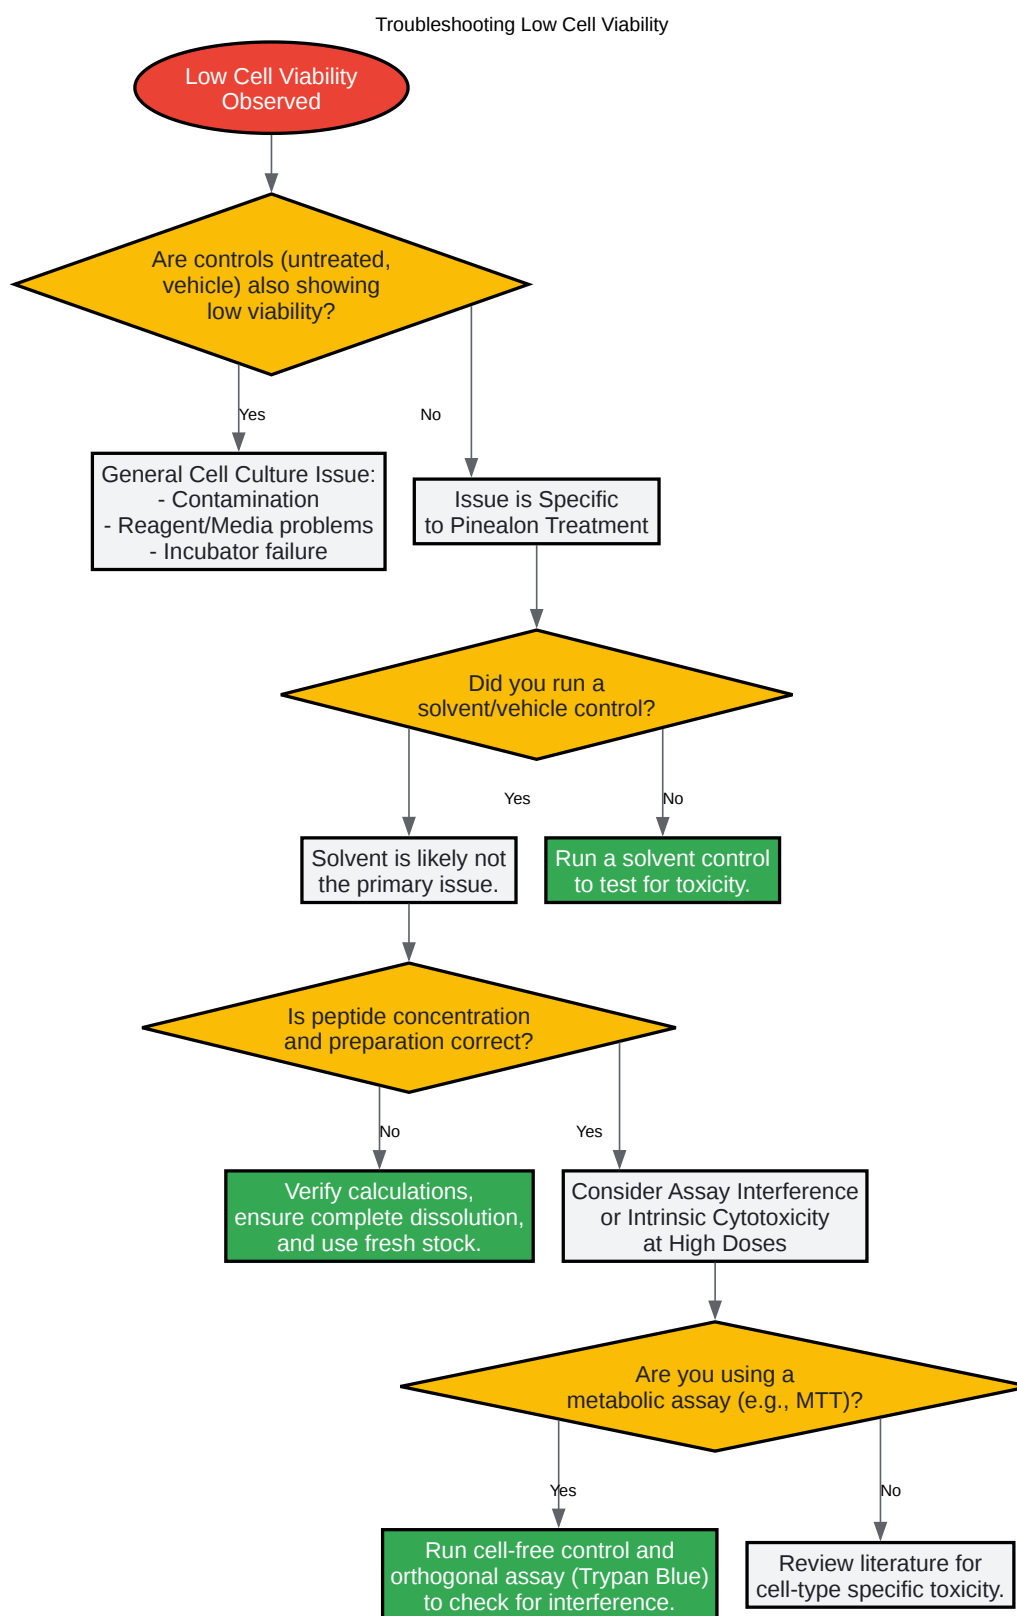 Troubleshooting Low Cell Viability
Low Cell Viability
Observed
Are controls (untreated,
vehicle) also showing
low viability?
Yes
No
General Cell Culture Issue:
- Contamination
- Reagent/Media problems
- Incubator failure
Issue is Specific
to Pinealon Treatment
Did you run a
solvent/vehicle control?
Yes
No
Solvent is likely not
the primary issue.
Run a solvent control
to test for toxicity.
Is peptide concentration
and preparation correct?
No
Yes
Verify calculations,
ensure complete dissolution,
and use fresh stock.
Consider Assay Interference
or Intrinsic Cytotoxicity
at High Doses
Are you using a
metabolic assay (e.g., MTT)?
Yes
No
Run cell-free control and
orthogonal assay (Trypan Blue)
to check for interference.
Review literature for
cell-type specific toxicity.